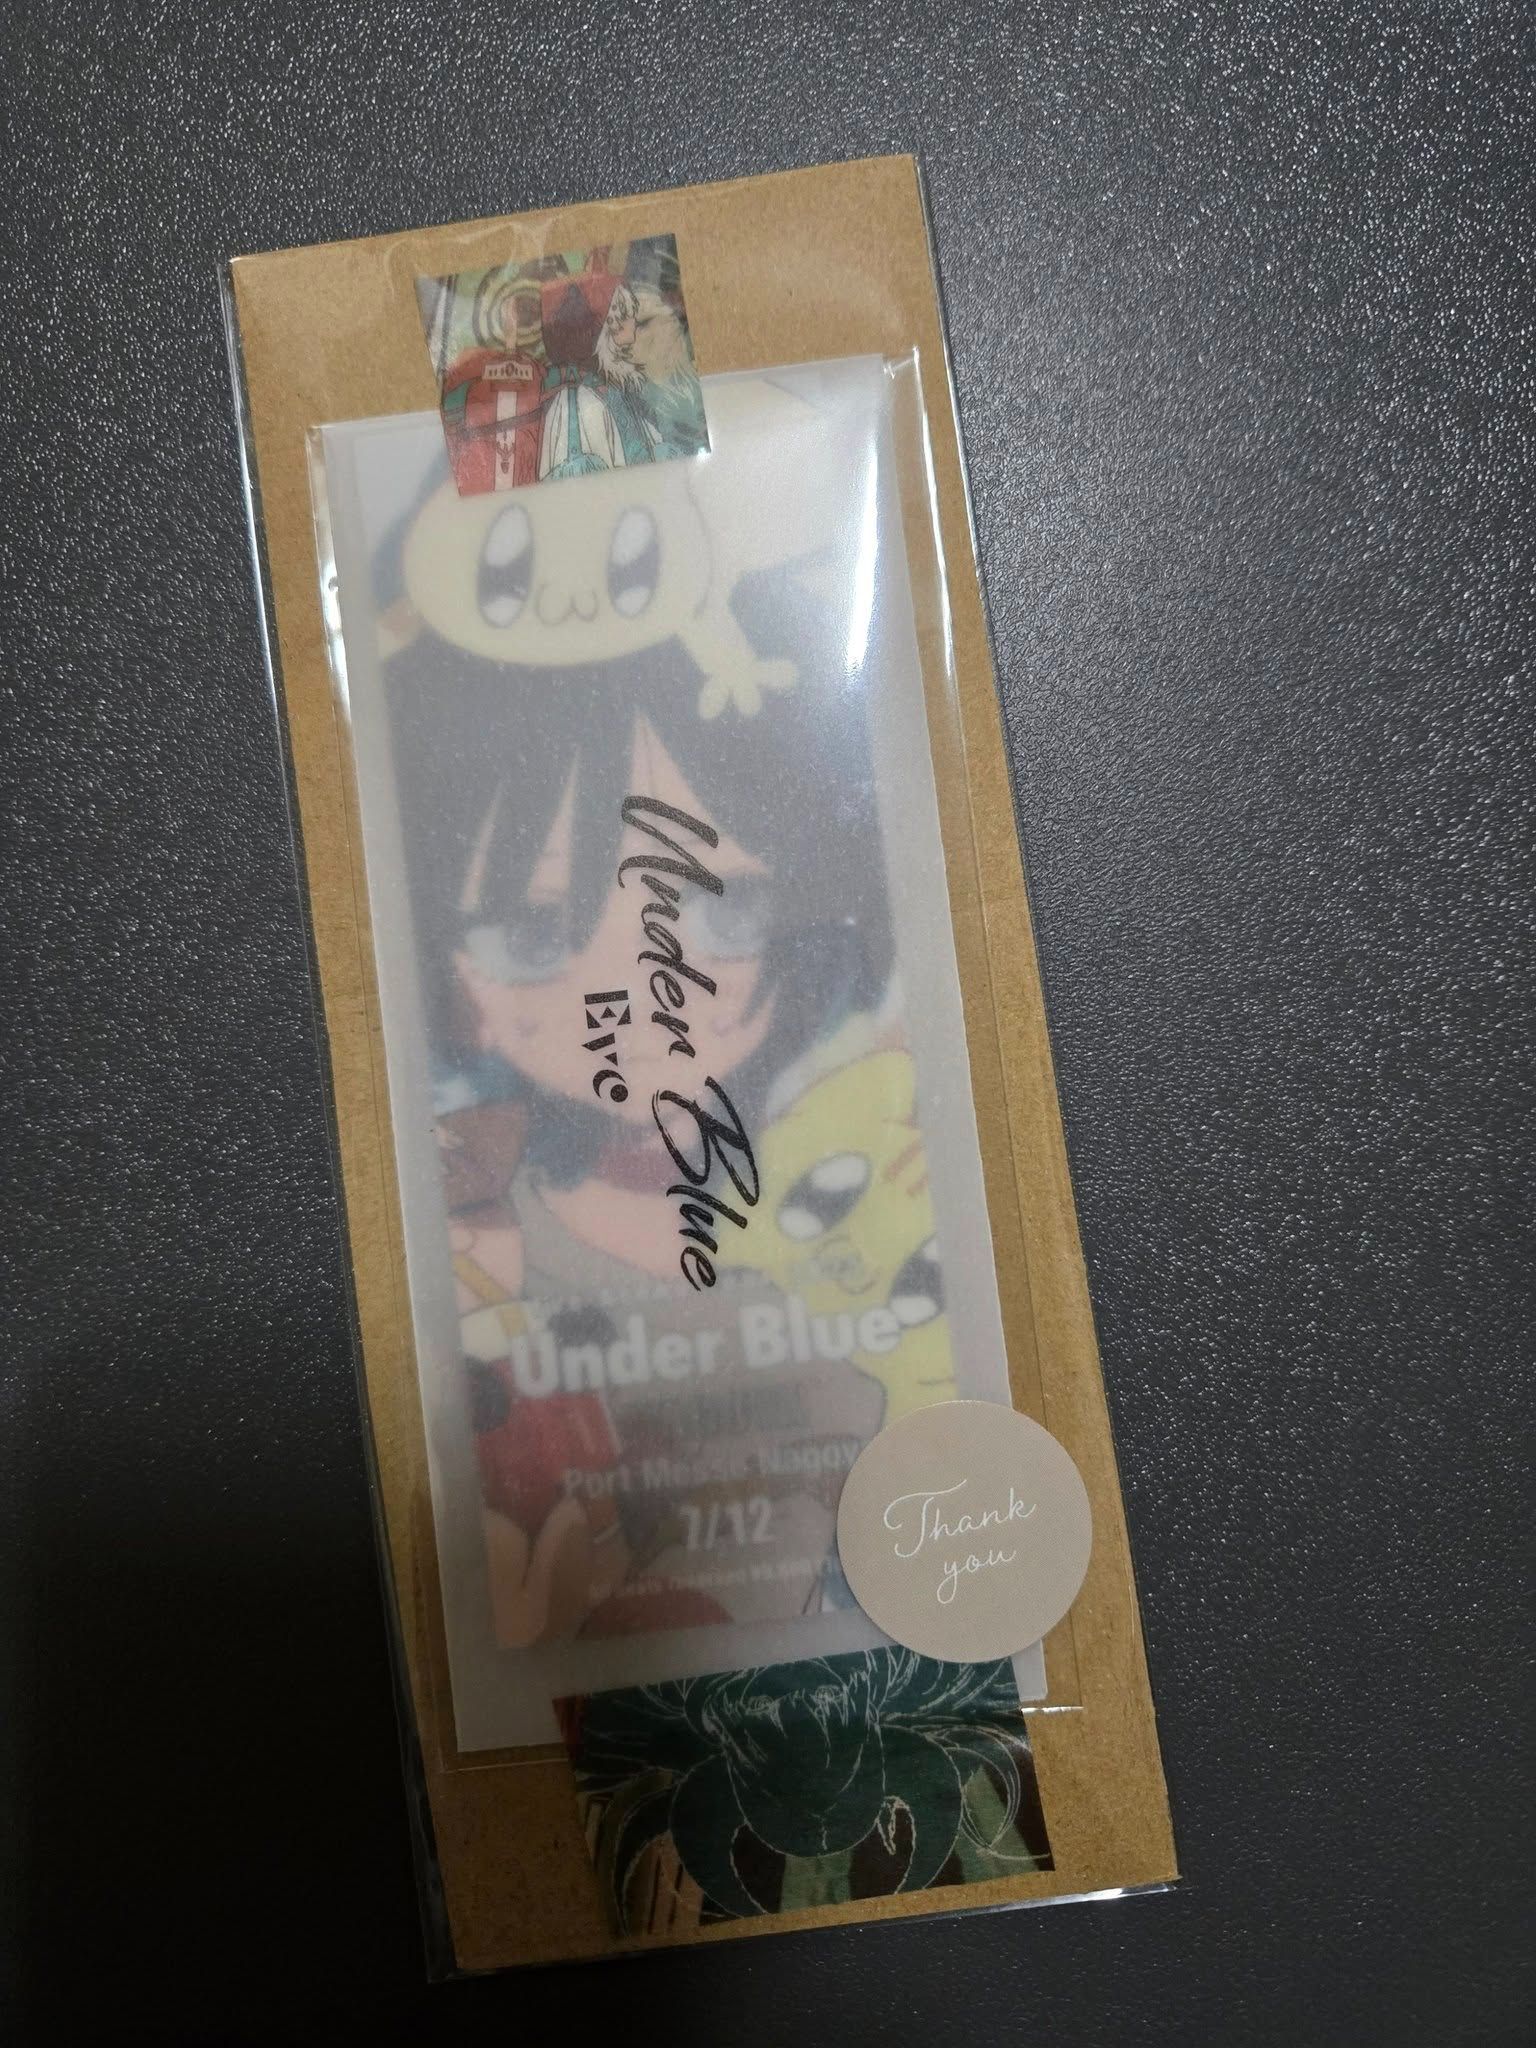 Under Blue
Eve
Under Blue
Port Messe Nagoy
7/12
Thank
you